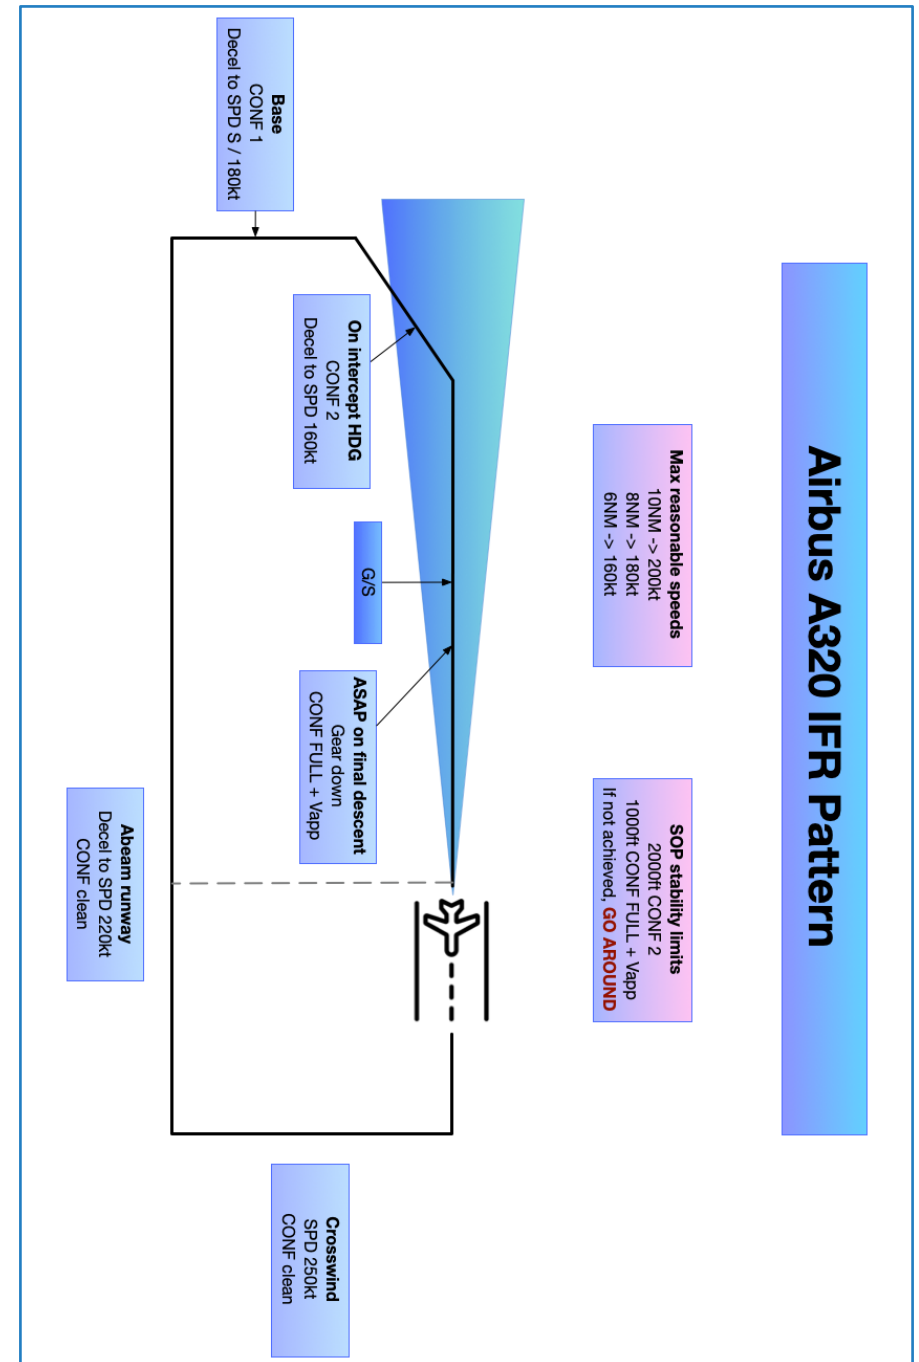 Airbus A320 IFR Pattern
Max reasonable speeds
10NM -> 200kt
8NM -> 180kt
6NM -> 160kt
SOP stability limits
2000ft CONF 2
1000ft CONF FULL + Vapp
If not achieved, GO AROUND
Base
CONF 1
Decel to SPD S / 180kt
On intercept HDG
CONF 2
Decel to SPD 160kt
G/S
ASAP on final descent
Gear down
CONF FULL + Vapp
Abeam runway
Decel to SPD 220kt
CONF clean
Crosswind
SPD 250kt
CONF clean